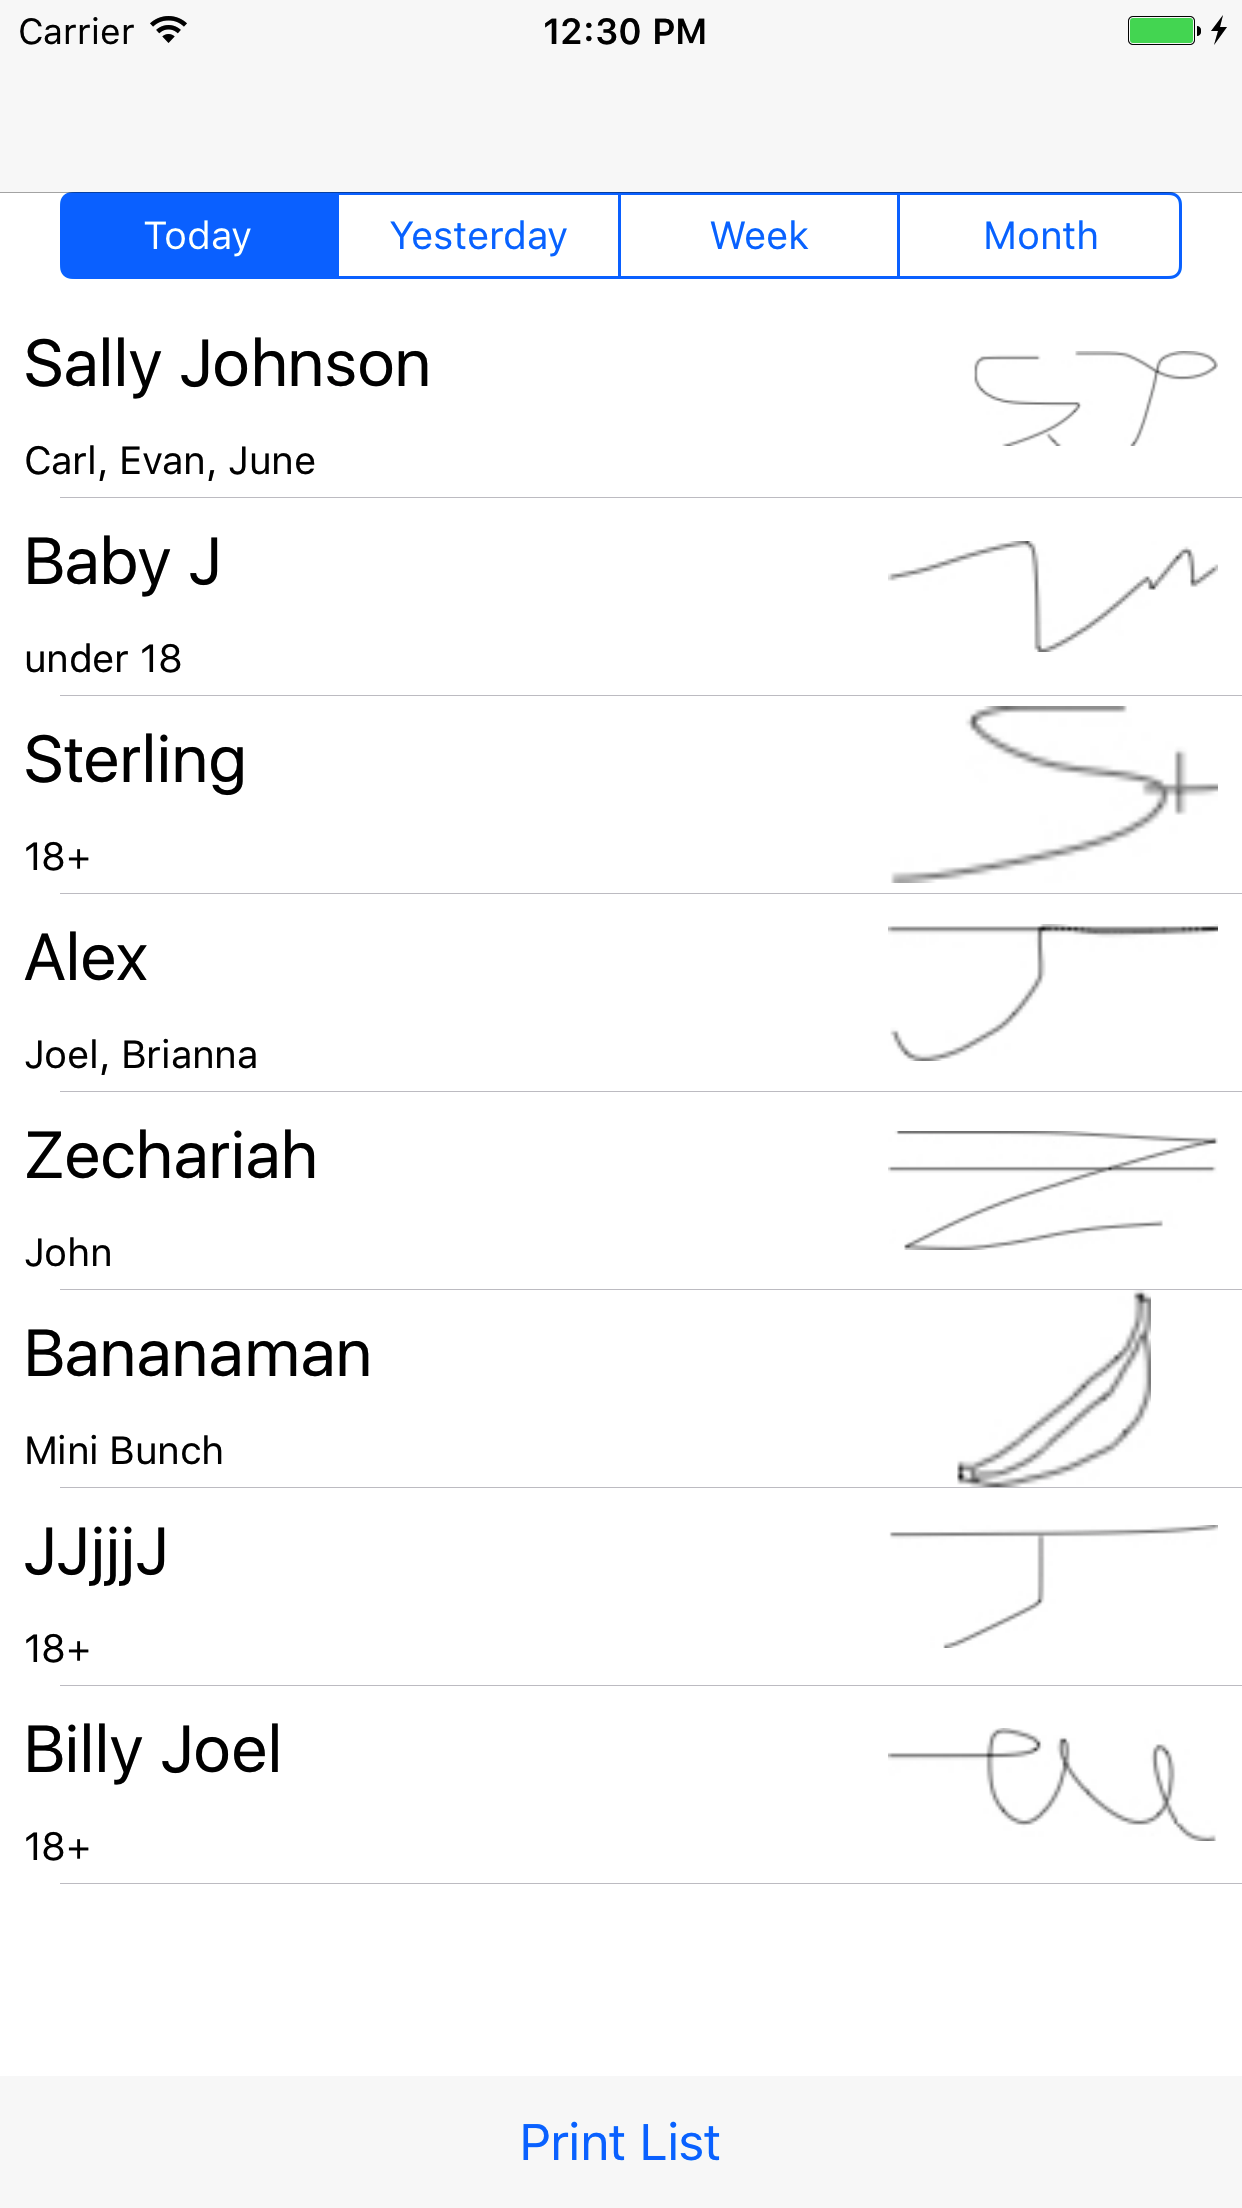 Carrier 12:30 PM
Today Yesterday Week Month
Sally Johnson
Carl, Evan, June
Baby J
under 18
Sterling
18+
Alex
Joel, Brianna
Zechariah
John
Bananaman
Mini Bunch
JJjjjJ
18+
Billy Joel
18+
Print List